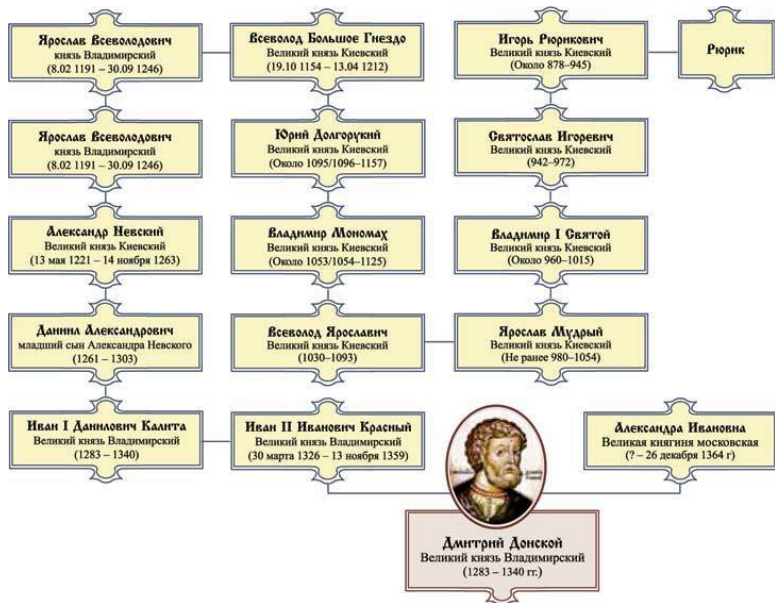 Ярослав Всеволодович
князь Владимирский
(8.02 1191 – 30.09 1246)
Всеволод Большое Гнездо
Великий князь Киевский
(19.10 1154 – 13.04 1212)
Игорь Рюрикович
Великий князь Киевский
(Около 878–945)
Рюрик
Ярослав Всеволодович
князь Владимирский
(8.02 1191 – 30.09 1246)
Юрий Долгорукий
Великий князь Киевский
(Около 1095/1096–1157)
Святослав Игоревич
Великий князь Киевский
(942–972)
Александр Невский
Великий князь Киевский
(13 мая 1221 – 14 ноября 1263)
Владимир Мономах
Великий князь Киевский
(Около 1053/1054–1125)
Владимир I Святой
Великий князь Киевский
(Около 960–1015)
Даниил Александрович
младший сын Александра Невского
(1261 – 1303)
Всеволод Ярославич
Великий князь Киевский
(1030–1093)
Ярослав Мудрый
Великий князь Киевский
(Не ранее 980–1054)
Иван I Данилович Калита
Великий князь Владимирский
(1283 – 1340)
Иван II Иванович Красный
Великий князь Владимирский
(30 марта 1326 – 13 ноября 1359)
Александра Ивановна
Великая княгиня московская
(? – 26 декабря 1364 г)
Дмитрий Донской
Великий князь Владимирский
(1283 – 1340 гг.)